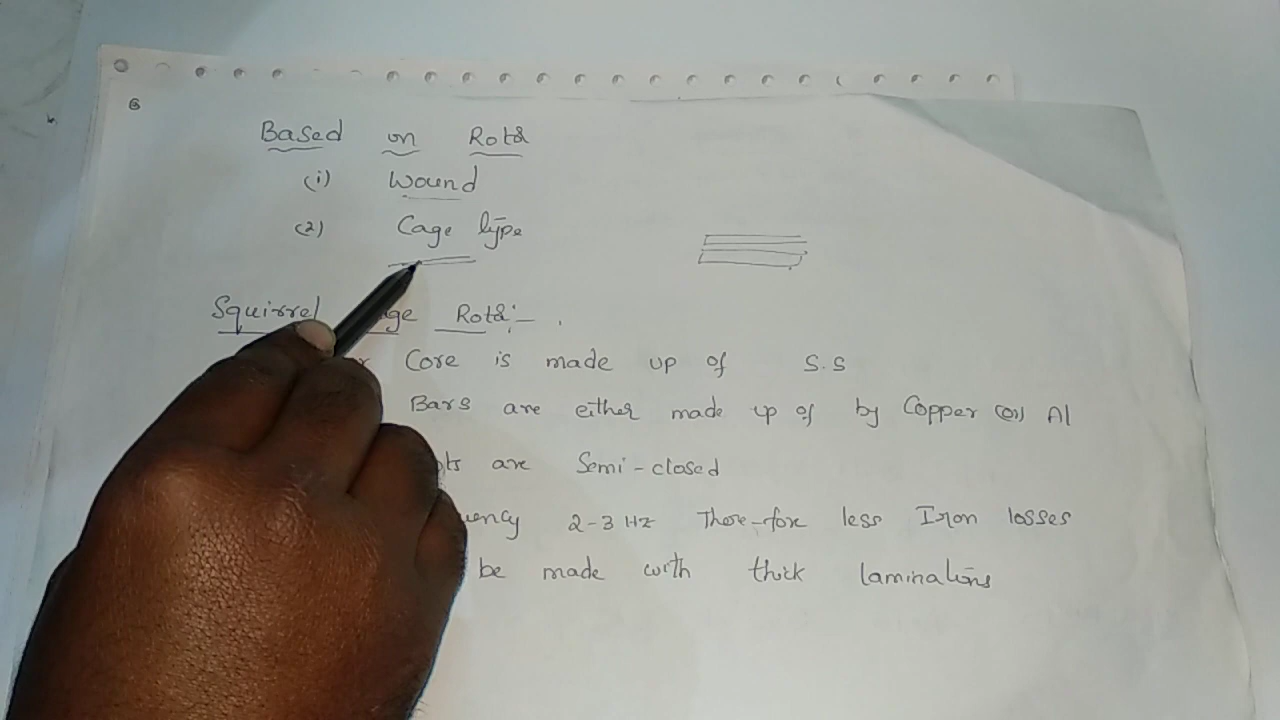 Based on Rotor
(i) Wound
(2) Cage type
Squirrel Rotor:-
Core is made up of S.S
Bars are either made up of by Copper (or) Al
are Semi-closed
2-3 Hz There-fore less Iron losses
be made with thick laminations